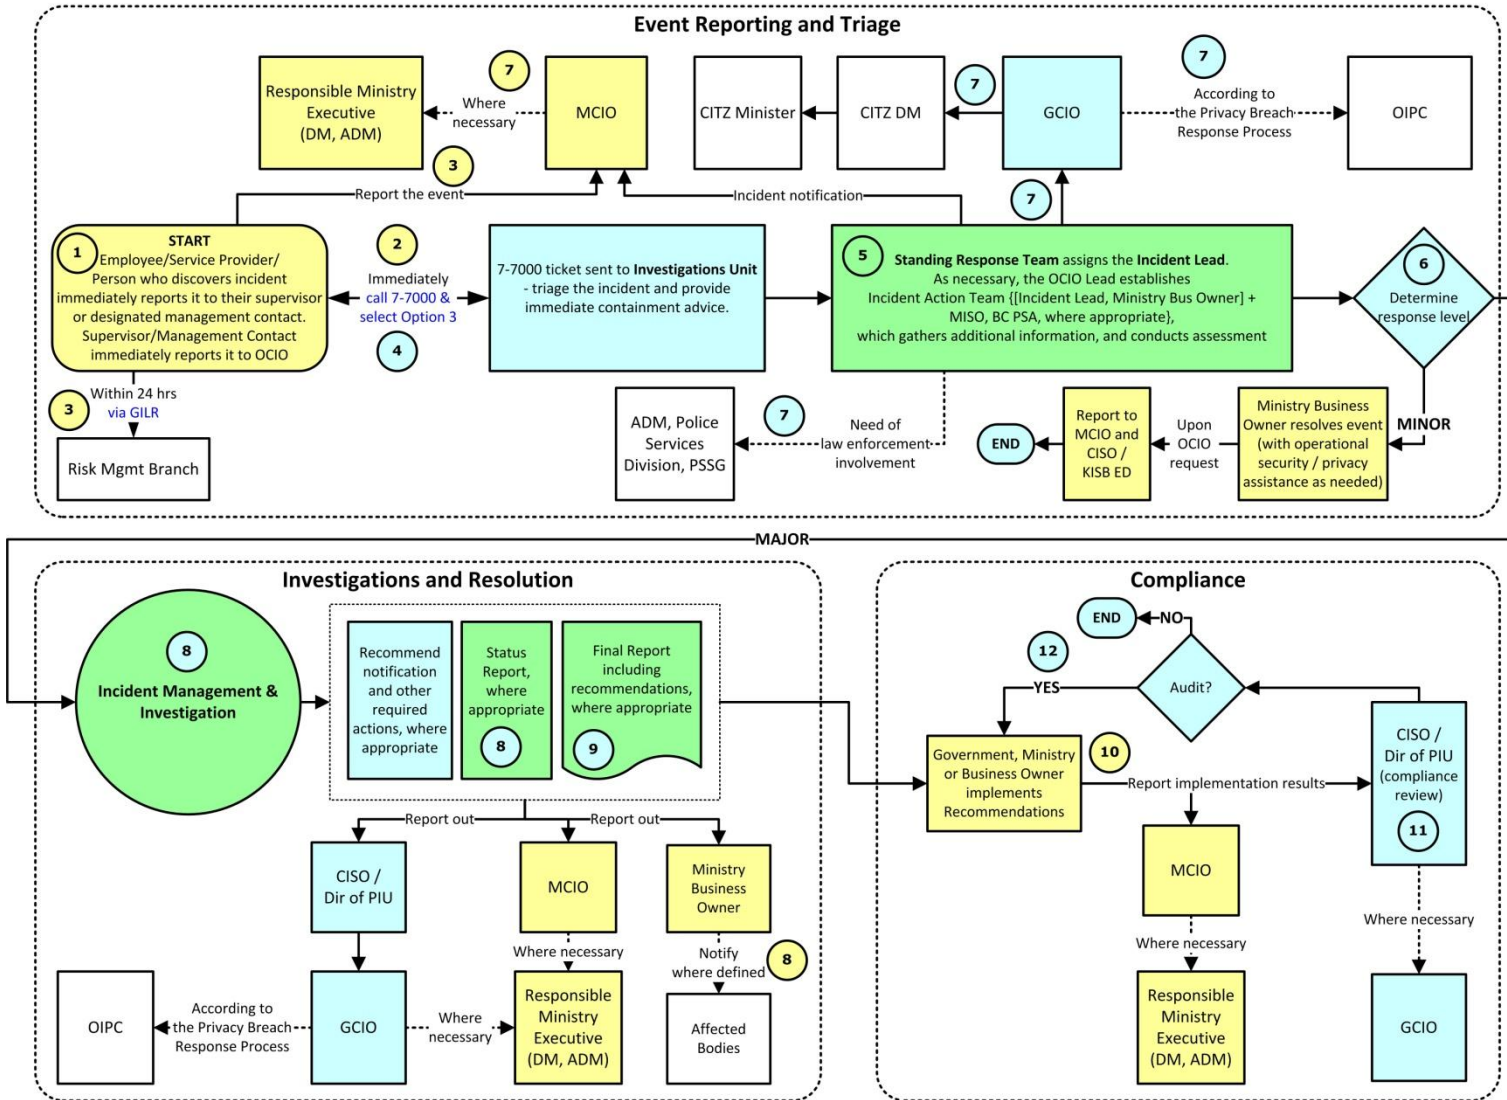 Event Reporting and Triage
Responsible Ministry
Executive
(DM, ADM)
7
Where
necessary
MCIO
CITZ Minister
CITZ DM
7
GCIO
7
According to
the Privacy Breach
Response Process
OIPC
3
Report the event
Incident notification
7
1
START
Employee/Service Provider/
Person who discovers incident
immediately reports it to their supervisor
or designated management contact.
Supervisor/Management Contact
immediately reports it to OCIO
2
Immediately
call 7-7000 &
select Option 3
4
7-7000 ticket sent to Investigations Unit
- triage the incident and provide
immediate containment advice.
5
Standing Response Team assigns the Incident Lead.
As necessary, the OCIO Lead establishes
Incident Action Team {[Incident Lead, Ministry Bus Owner] +
MISO, BC PSA, where appropriate},
which gathers additional information, and conducts assessment
6
Determine
response level
3
Within 24 hrs
via GILR
Risk Mgmt Branch
ADM, Police
Services
Division, PSSG
7
Need of
law enforcement
involvement
END
Report to
MCIO and
CISO /
KISB ED
Upon
OCIO
request
Ministry Business
Owner resolves event
(with operational
security / privacy
assistance as needed)
MINOR
MAJOR
Investigations and Resolution
8
Incident Management &
Investigation
Recommend
notification
and other
required
actions, where
appropriate
Status
Report,
where
appropriate
8
Final Report
including
recommendations,
where appropriate
9
Report out
Report out
CISO /
Dir of PIU
MCIO
Ministry
Business
Owner
Where necessary
Notify
where defined
8
OIPC
According to
the Privacy Breach
Response Process
GCIO
Where
necessary
Responsible
Ministry
Executive
(DM, ADM)
Affected
Bodies
Compliance
END
NO
12
YES
Audit?
Government, Ministry
or Business Owner
implements
Recommendations
10
Report implementation results
CISO /
Dir of PIU
(compliance
review)
11
MCIO
Where necessary
Where necessary
Responsible
Ministry
Executive
(DM, ADM)
GCIO